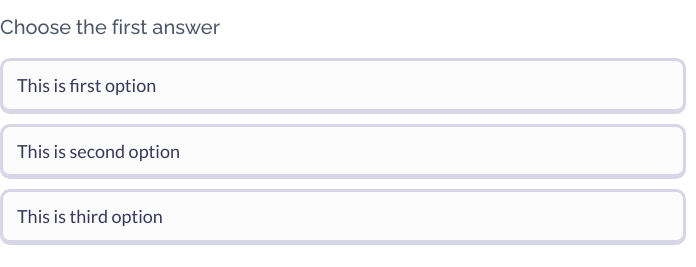 Choose the first answer
This is first option
This is second option
This is third option